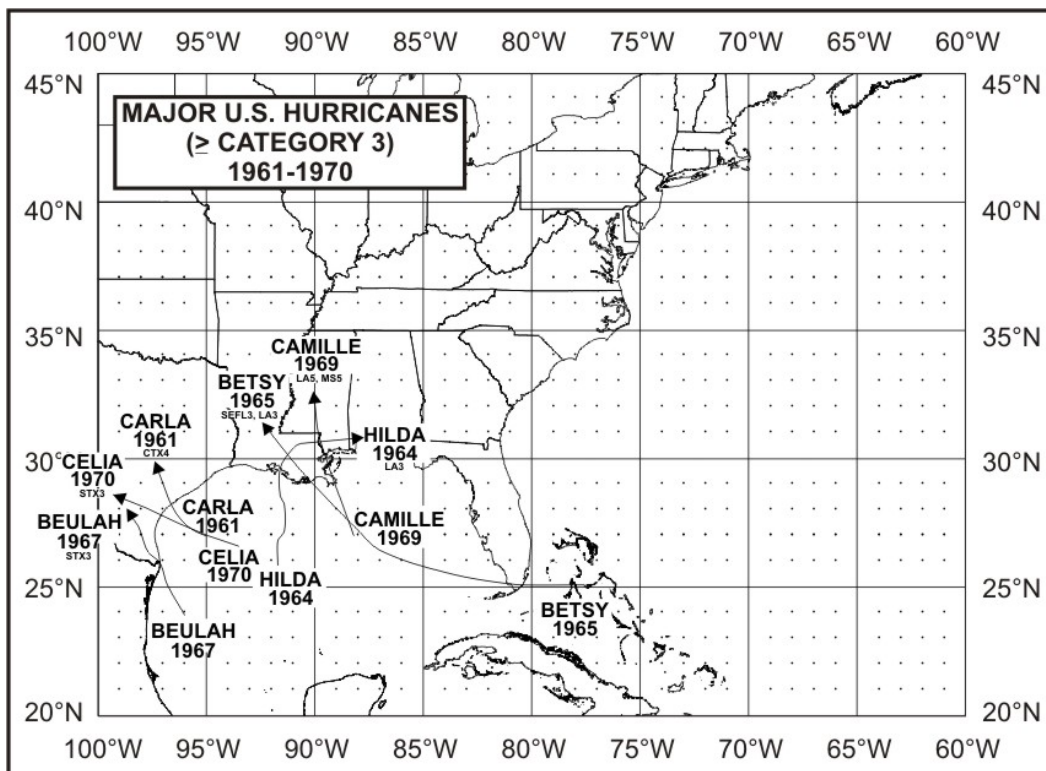 100°W 95°W 90°W 85°W 80°W 75°W 70°W 65°W 60°W
45°N 45°N
MAJOR U.S. HURRICANES
(≥ CATEGORY 3)
1961-1970
40°N 40°N
35°N 35°N
CAMILLE
1969
LA5, MS5
BETSY
1965
SEFL3, LA3
CARLA
1961
CTX4
HILDA
1964
LA3
30°N 30°N
CELIA
1970
STX3
BEULAH
1967
STX3
CARLA
1961
CAMILLE
1969
CELIA
1970
HILDA
1964
25°N 25°N
BETSY
1965
BEULAH
1967
20°N 20°N
100°W 95°W 90°W 85°W 80°W 75°W 70°W 65°W 60°W